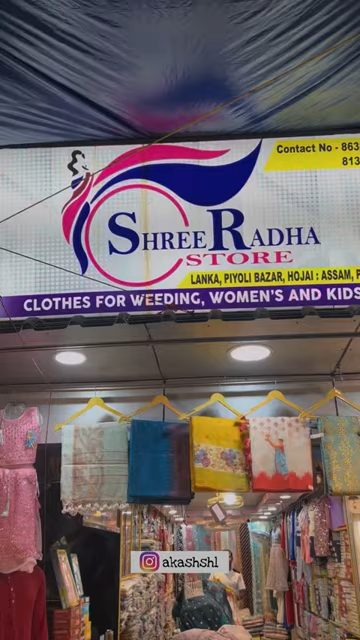 Contact No - 863
813
SHREE RADHA
STORE
LANKA, PIYOLI BAZAR, HOJAI : ASSAM, P
CLOTHES FOR WEEDING, WOMEN'S AND KIDS
akashshl